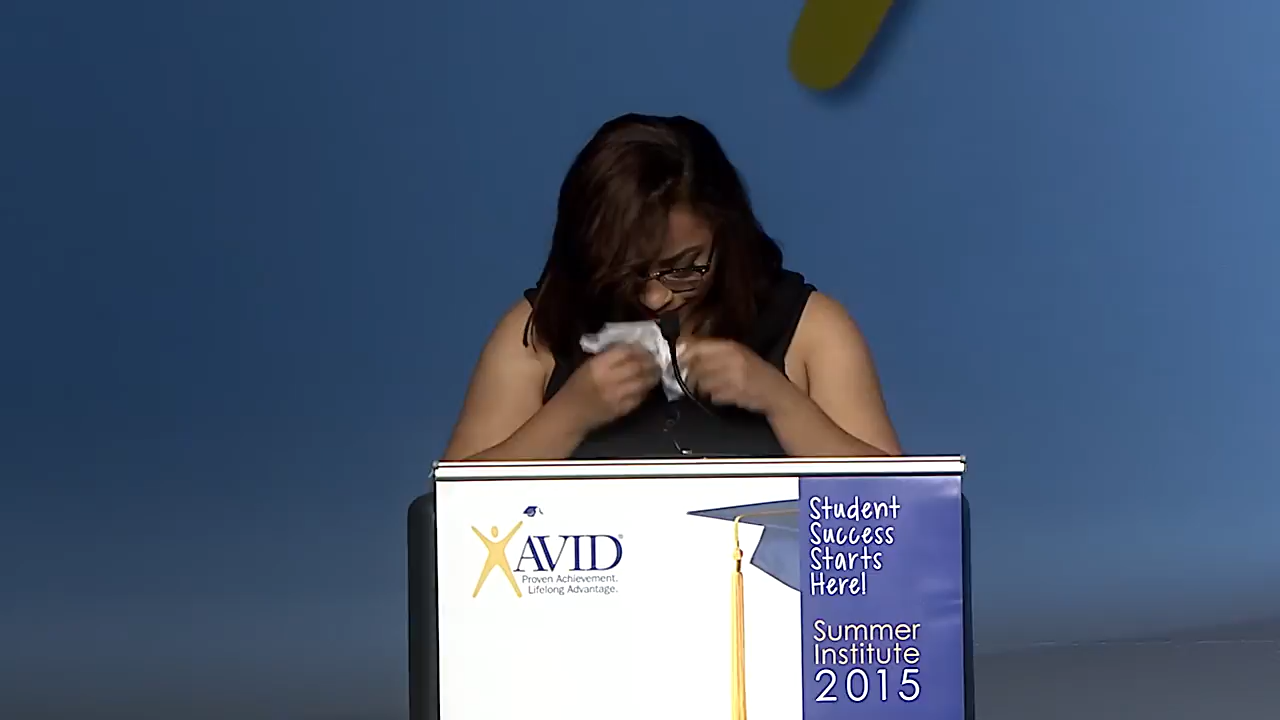 AVID®
Proven Achievement.
Lifelong Advantage.
Student
Success
Starts
Here!
Summer
Institute
2015